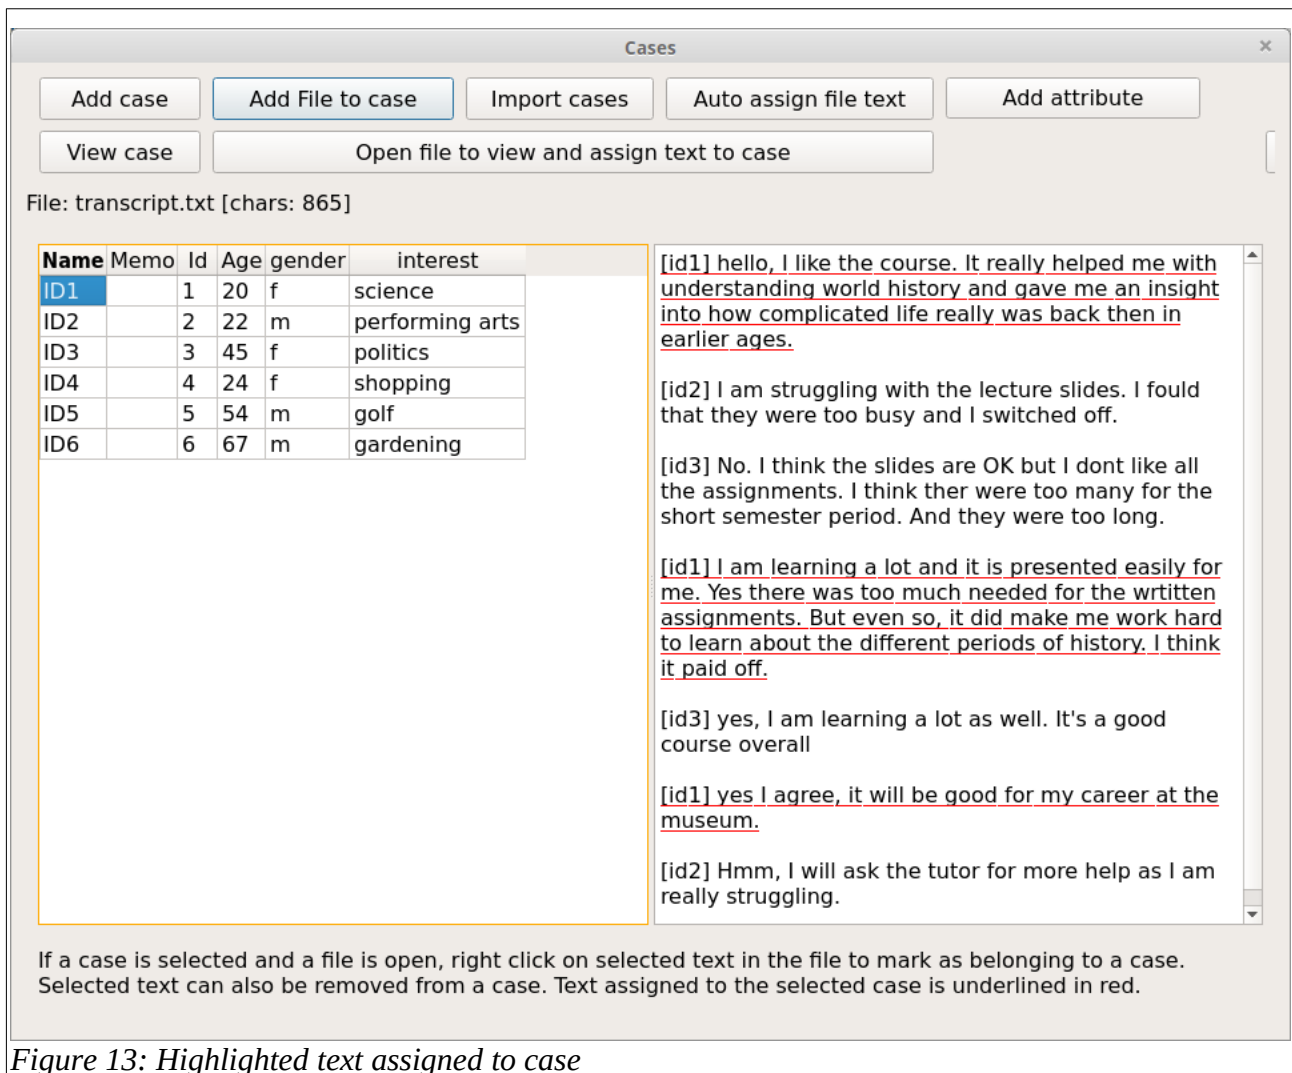 Cases
Add case
Add File to case
Import cases
Auto assign file text
Add attribute
View case
Open file to view and assign text to case
File: transcript.txt [chars: 865]
Name Memo Id Age gender interest
ID1 1 20 f science
ID2 2 22 m performing arts
ID3 3 45 f politics
ID4 4 24 f shopping
ID5 5 54 m golf
ID6 6 67 m gardening
[id1] hello, I like the course. It really helped me with
understanding world history and gave me an insight
into how complicated life really was back then in
earlier ages.
[id2] I am struggling with the lecture slides. I fould
that they were too busy and I switched off.
[id3] No. I think the slides are OK but I dont like all
the assignments. I think ther were too many for the
short semester period. And they were too long.
[id1] I am learning a lot and it is presented easily for
me. Yes there was too much needed for the wrtitten
assignments. But even so, it did make me work hard
to learn about the different periods of history. I think
it paid off.
[id3] yes, I am learning a lot as well. It's a good
course overall
[id1] yes I agree, it will be good for my career at the
museum.
[id2] Hmm, I will ask the tutor for more help as I am
really struggling.
If a case is selected and a file is open, right click on selected text in the file to mark as belonging to a case.
Selected text can also be removed from a case. Text assigned to the selected case is underlined in red.
Figure 13: Highlighted text assigned to case